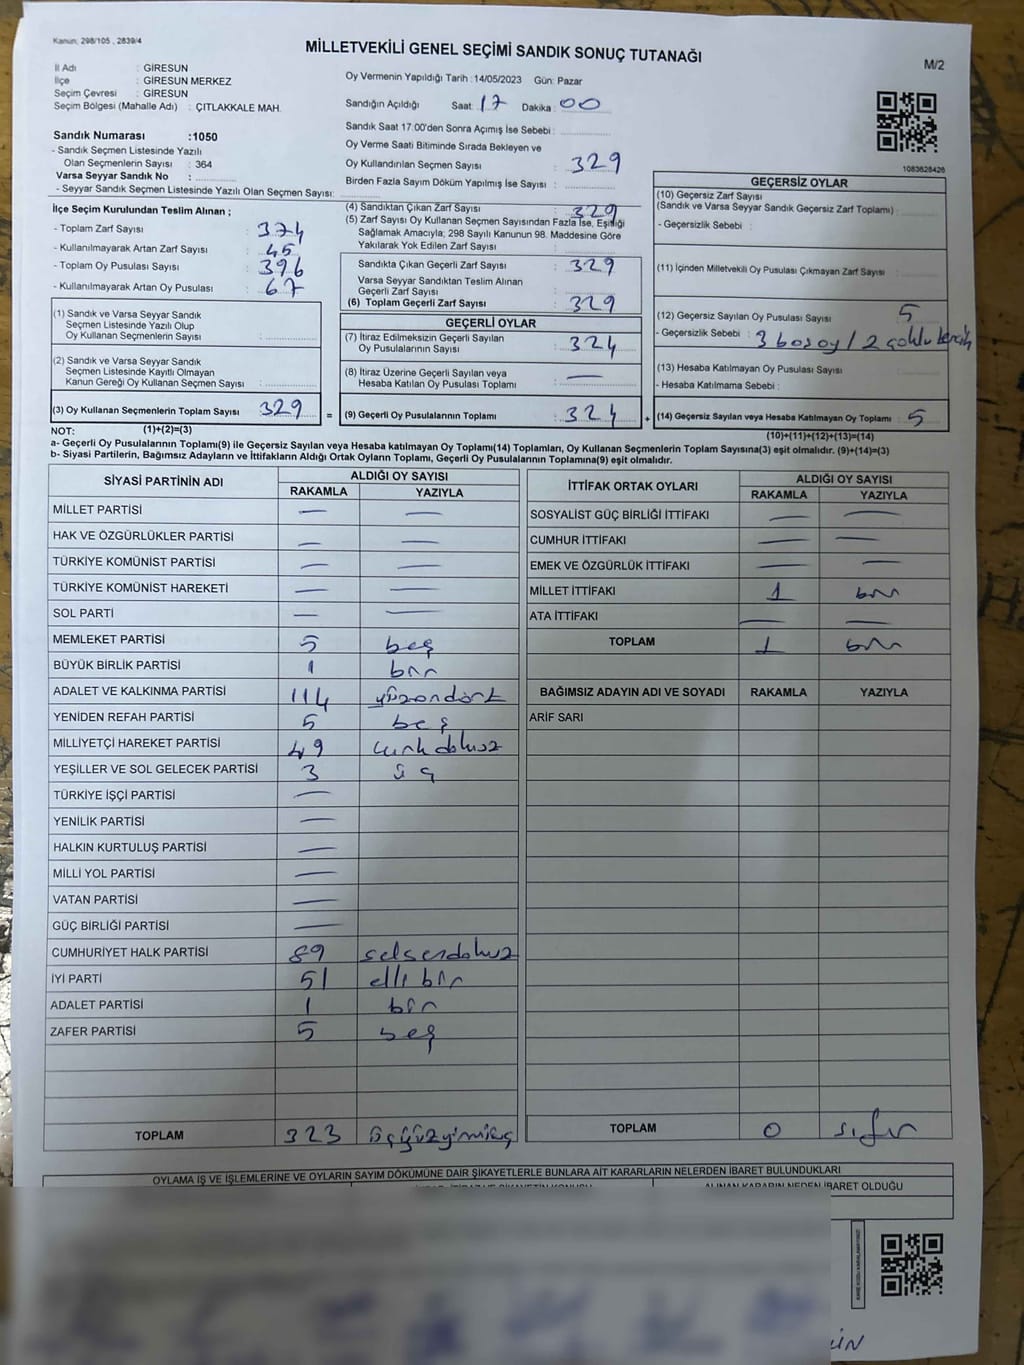 Kanun, 298/105 , 2839/4
MİLLETVEKİLİ GENEL SEÇİMİ SANDIK SONUÇ TUTANAĞI
M/2
İl Adı : GİRESUN
İlçe : GİRESUN MERKEZ
Seçim Çevresi : GİRESUN
Seçim Bölgesi (Mahalle Adı) : ÇITLAKKALE MAH.
Sandık Numarası :1050
- Sandık Seçmen Listesinde Yazılı
Olan Seçmenlerin Sayısı : 364
Varsa Seyyar Sandık No :
- Seyyar Sandık Seçmen Listesinde Yazılı Olan Seçmen Sayısı:
Oy Vermenin Yapıldığı Tarih :14/05/2023 Gün: Pazar
Sandığın Açıldığı Saat: 17 Dakika : 00
Sandık Saat 17:00'den Sonra Açımış İse Sebebi :
Oy Verme Saati Bitiminde Sırada Bekleyen ve
Oy Kullandırılan Seçmen Sayısı : 329
Birden Fazla Sayım Döküm Yapılmış İse Sayısı :
1083628426
İlçe Seçim Kurulundan Teslim Alınan ;
- Toplam Zarf Sayısı : 374
- Kullanılmayarak Artan Zarf Sayısı : 45
- Toplam Oy Pusulası Sayısı : 396
- Kullanılmayarak Artan Oy Pusulası : 67
(1) Sandık ve Varsa Seyyar Sandık
Seçmen Listesinde Yazılı Olup
Oy Kullanan Seçmenlerin Sayısı :
(2) Sandık ve Varsa Seyyar Sandık
Seçmen Listesinde Kayıtlı Olmayan
Kanun Gereği Oy Kullanan Seçmen Sayısı :
(3) Oy Kullanan Seçmenlerin Toplam Sayısı : 329 =
(1)+(2)=(3)
(4) Sandıktan Çıkan Zarf Sayısı : 329
(5) Zarf Sayısı Oy Kullanan Seçmen Sayısından Fazla İse, Eşitliği
Sağlamak Amacıyla; 298 Sayılı Kanunun 98. Maddesine Göre
Yakılarak Yok Edilen Zarf Sayısı :
Sandıkta Çıkan Geçerli Zarf Sayısı : 329
Varsa Seyyar Sandıktan Teslim Alınan
Geçerli Zarf Sayısı :
(6) Toplam Geçerli Zarf Sayısı : 329
GEÇERLİ OYLAR
(7) İtiraz Edilmeksizin Geçerli Sayılan
Oy Pusulalarının Sayısı : 324
(8) İtiraz Üzerine Geçerli Sayılan veya
Hesaba Katılan Oy Pusulası Toplamı : —
(9) Geçerli Oy Pusulalarının Toplamı : 324 +
GEÇERSİZ OYLAR
(10) Geçersiz Zarf Sayısı
(Sandık ve Varsa Seyyar Sandık Geçersiz Zarf Toplamı) :
- Geçersizlik Sebebi :
(11) İçinden Milletvekili Oy Pusulası Çıkmayan Zarf Sayısı :
(12) Geçersiz Sayılan Oy Pusulası Sayısı : 5
- Geçersizlik Sebebi : 3 boş oy / 2 çoklu tercih
(13) Hesaba Katılmayan Oy Pusulası Sayısı :
- Hesaba Katılmama Sebebi :
(14) Geçersiz Sayılan veya Hesaba Katılmayan Oy Toplamı : 5
(10)+(11)+(12)+(13)=(14)
NOT:
a- Geçerli Oy Pusulalarının Toplamı(9) ile Geçersiz Sayılan veya Hesaba katılmayan Oy Toplamı(14) Toplamları, Oy Kullanan Seçmenlerin Toplam Sayısına(3) eşit olmalıdır. (9)+(14)=(3)
b- Siyasi Partilerin, Bağımsız Adayların ve İttifakların Aldığı Ortak Oyların Toplamı, Geçerli Oy Pusulalarının Toplamına(9) eşit olmalıdır.
SİYASİ PARTİNİN ADI ALDIĞI OY SAYISI
RAKAMLA YAZIYLA
MİLLET PARTİSİ — —
HAK VE ÖZGÜRLÜKLER PARTİSİ — —
TÜRKİYE KOMÜNİST PARTİSİ — —
TÜRKİYE KOMÜNİST HAREKETİ — —
SOL PARTİ — —
MEMLEKET PARTİSİ 5 beş
BÜYÜK BİRLİK PARTİSİ 1 bir
ADALET VE KALKINMA PARTİSİ 114 yüzondört
YENİDEN REFAH PARTİSİ 5 beş
MİLLİYETÇİ HAREKET PARTİSİ 49 kırkdokuz
YEŞİLLER VE SOL GELECEK PARTİSİ 3 üç
TÜRKİYE İŞÇİ PARTİSİ —
YENİLİK PARTİSİ —
HALKIN KURTULUŞ PARTİSİ —
MİLLİ YOL PARTİSİ —
VATAN PARTİSİ —
GÜÇ BİRLİĞİ PARTİSİ —
CUMHURİYET HALK PARTİSİ 89 seksendokuz
İYİ PARTİ 51 elli bir
ADALET PARTİSİ 1 bir
ZAFER PARTİSİ 5 beş
TOPLAM 323 üçyüzyirmiüç
İTTİFAK ORTAK OYLARI ALDIĞI OY SAYISI
RAKAMLA YAZIYLA
SOSYALİST GÜÇ BİRLİĞİ İTTİFAKI — —
CUMHUR İTTİFAKI — —
EMEK VE ÖZGÜRLÜK İTTİFAKI — —
MİLLET İTTİFAKI 1 bir
ATA İTTİFAKI — —
TOPLAM 1 bir
BAĞIMSIZ ADAYIN ADI VE SOYADI RAKAMLA YAZIYLA
ARİF SARI
TOPLAM 0 sıfır
OYLAMA İŞ VE İŞLEMLERİNE VE OYLARIN SAYIM DÖKÜMÜNE DAİR ŞİKAYETLERLE BUNLARA AİT KARARLARIN NELERDEN İBARET BULUNDUKLARI
ALINAN KARARIN NEDEN İBARET OLDUĞU